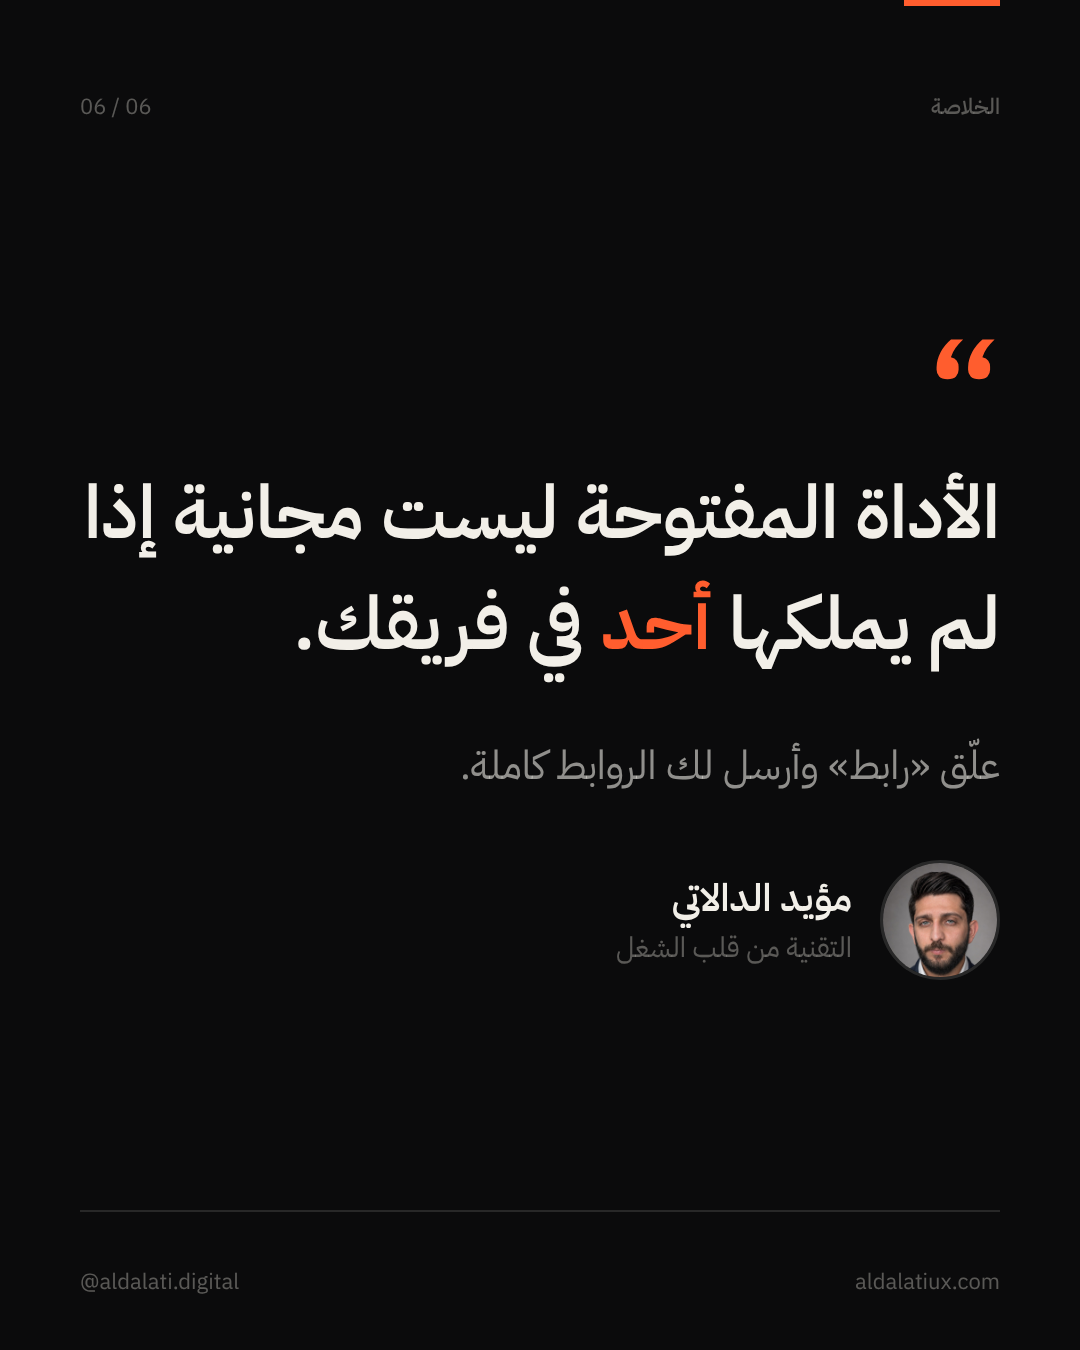 الخلاصة
06 / 06
“
الأداة المفتوحة ليست مجانية إذا
لم يملكها أحد في فريقك.
علّق «رابط» وأرسل لك الروابط كاملة.
مؤيد الدالاتي
التقنية من قلب الشغل
aldalatiux.com
@aldalati.digital